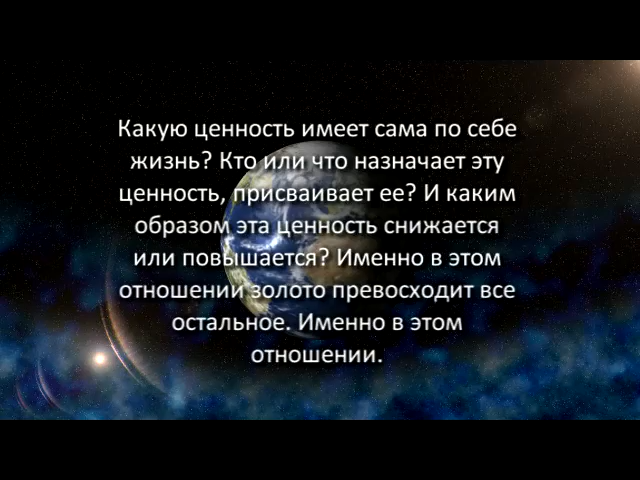 Какую ценность имеет сама по себе
жизнь? Кто или что назначает эту
ценность, присваивает ее? И каким
образом эта ценность снижается
или повышается? Именно в этом
отношении золото превосходит все
остальное. Именно в этом
отношении.